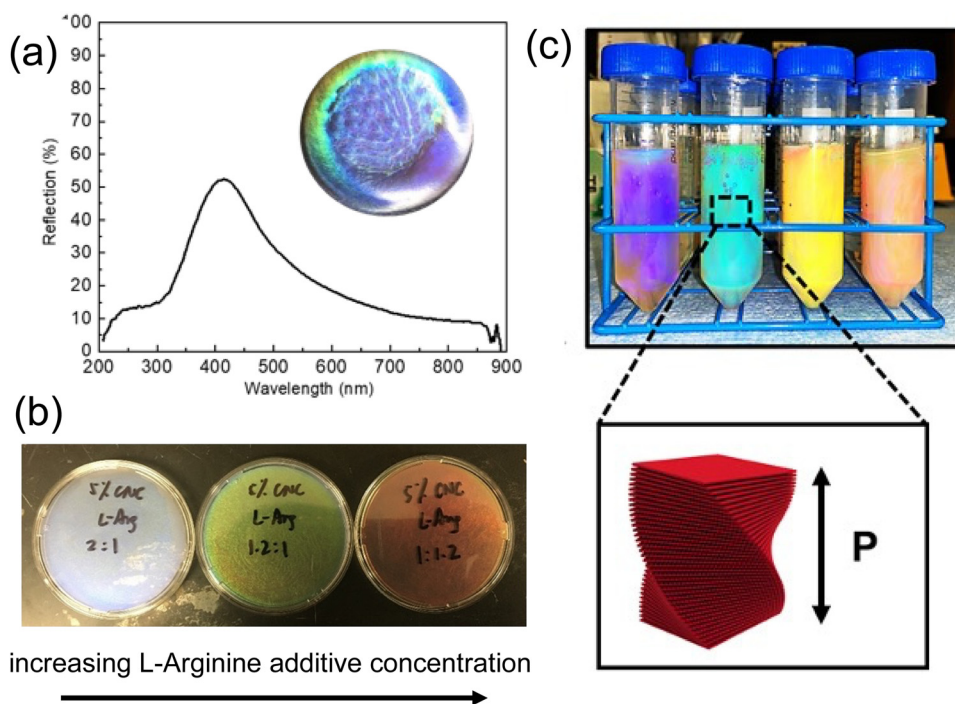 (a)
100
90
80
70
60
50
40
30
20
10
0
Reflection (%)
200 300 400 500 600 700 800 900
Wavelength (nm)
(b)
5% CNC
L-Arg
2:1
5% CNC
L-Arg
1.2:1
5% CNC
L-Arg
1:1.2
increasing L-Arginine additive concentration
(c)
P